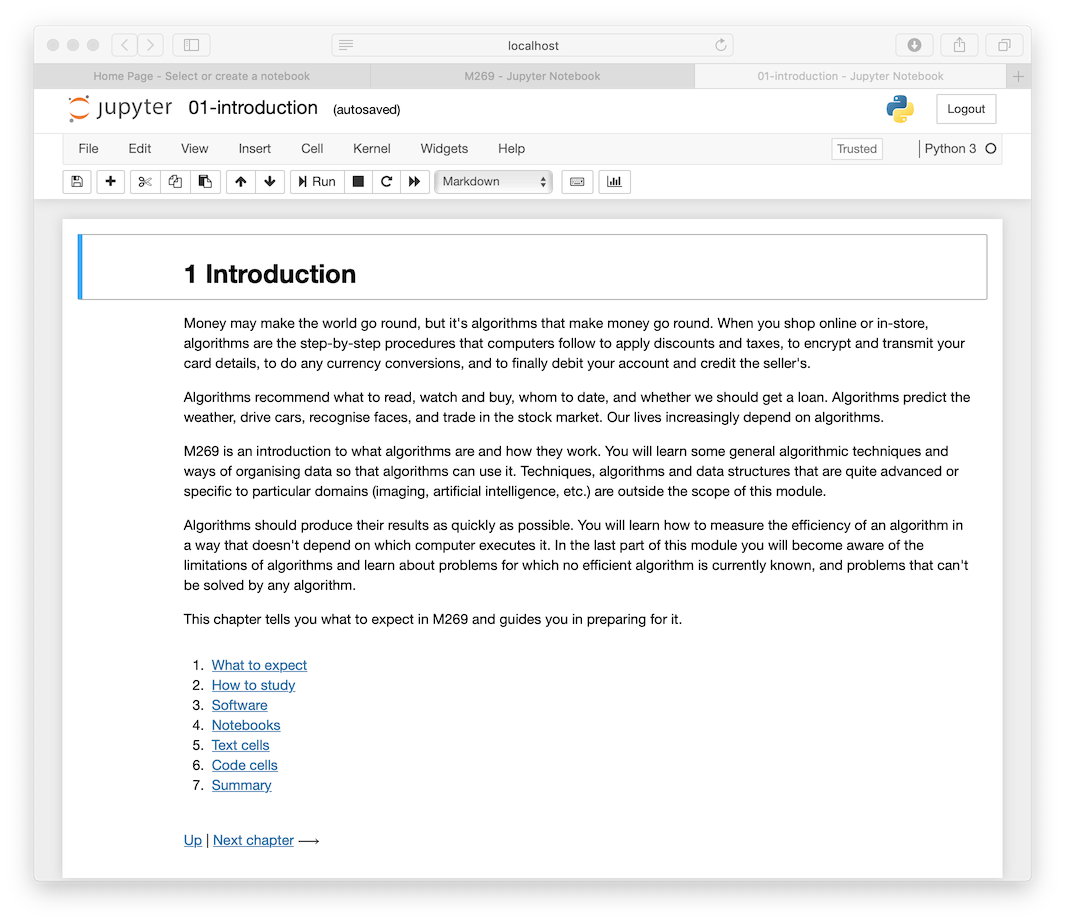 localhost
Home Page - Select or create a notebook
M269 - Jupyter Notebook
01-introduction - Jupyter Notebook
jupyter 01-introduction (autosaved)
Logout
File Edit View Insert Cell Kernel Widgets Help
Trusted
Python 3
Run
Markdown
1 Introduction
Money may make the world go round, but it's algorithms that make money go round. When you shop online or in-store,
algorithms are the step-by-step procedures that computers follow to apply discounts and taxes, to encrypt and transmit your
card details, to do any currency conversions, and to finally debit your account and credit the seller's.
Algorithms recommend what to read, watch and buy, whom to date, and whether we should get a loan. Algorithms predict the
weather, drive cars, recognise faces, and trade in the stock market. Our lives increasingly depend on algorithms.
M269 is an introduction to what algorithms are and how they work. You will learn some general algorithmic techniques and
ways of organising data so that algorithms can use it. Techniques, algorithms and data structures that are quite advanced or
specific to particular domains (imaging, artificial intelligence, etc.) are outside the scope of this module.
Algorithms should produce their results as quickly as possible. You will learn how to measure the efficiency of an algorithm in
a way that doesn't depend on which computer executes it. In the last part of this module you will become aware of the
limitations of algorithms and learn about problems for which no efficient algorithm is currently known, and problems that can't
be solved by any algorithm.
This chapter tells you what to expect in M269 and guides you in preparing for it.
1. What to expect
2. How to study
3. Software
4. Notebooks
5. Text cells
6. Code cells
7. Summary
Up | Next chapter ⟶